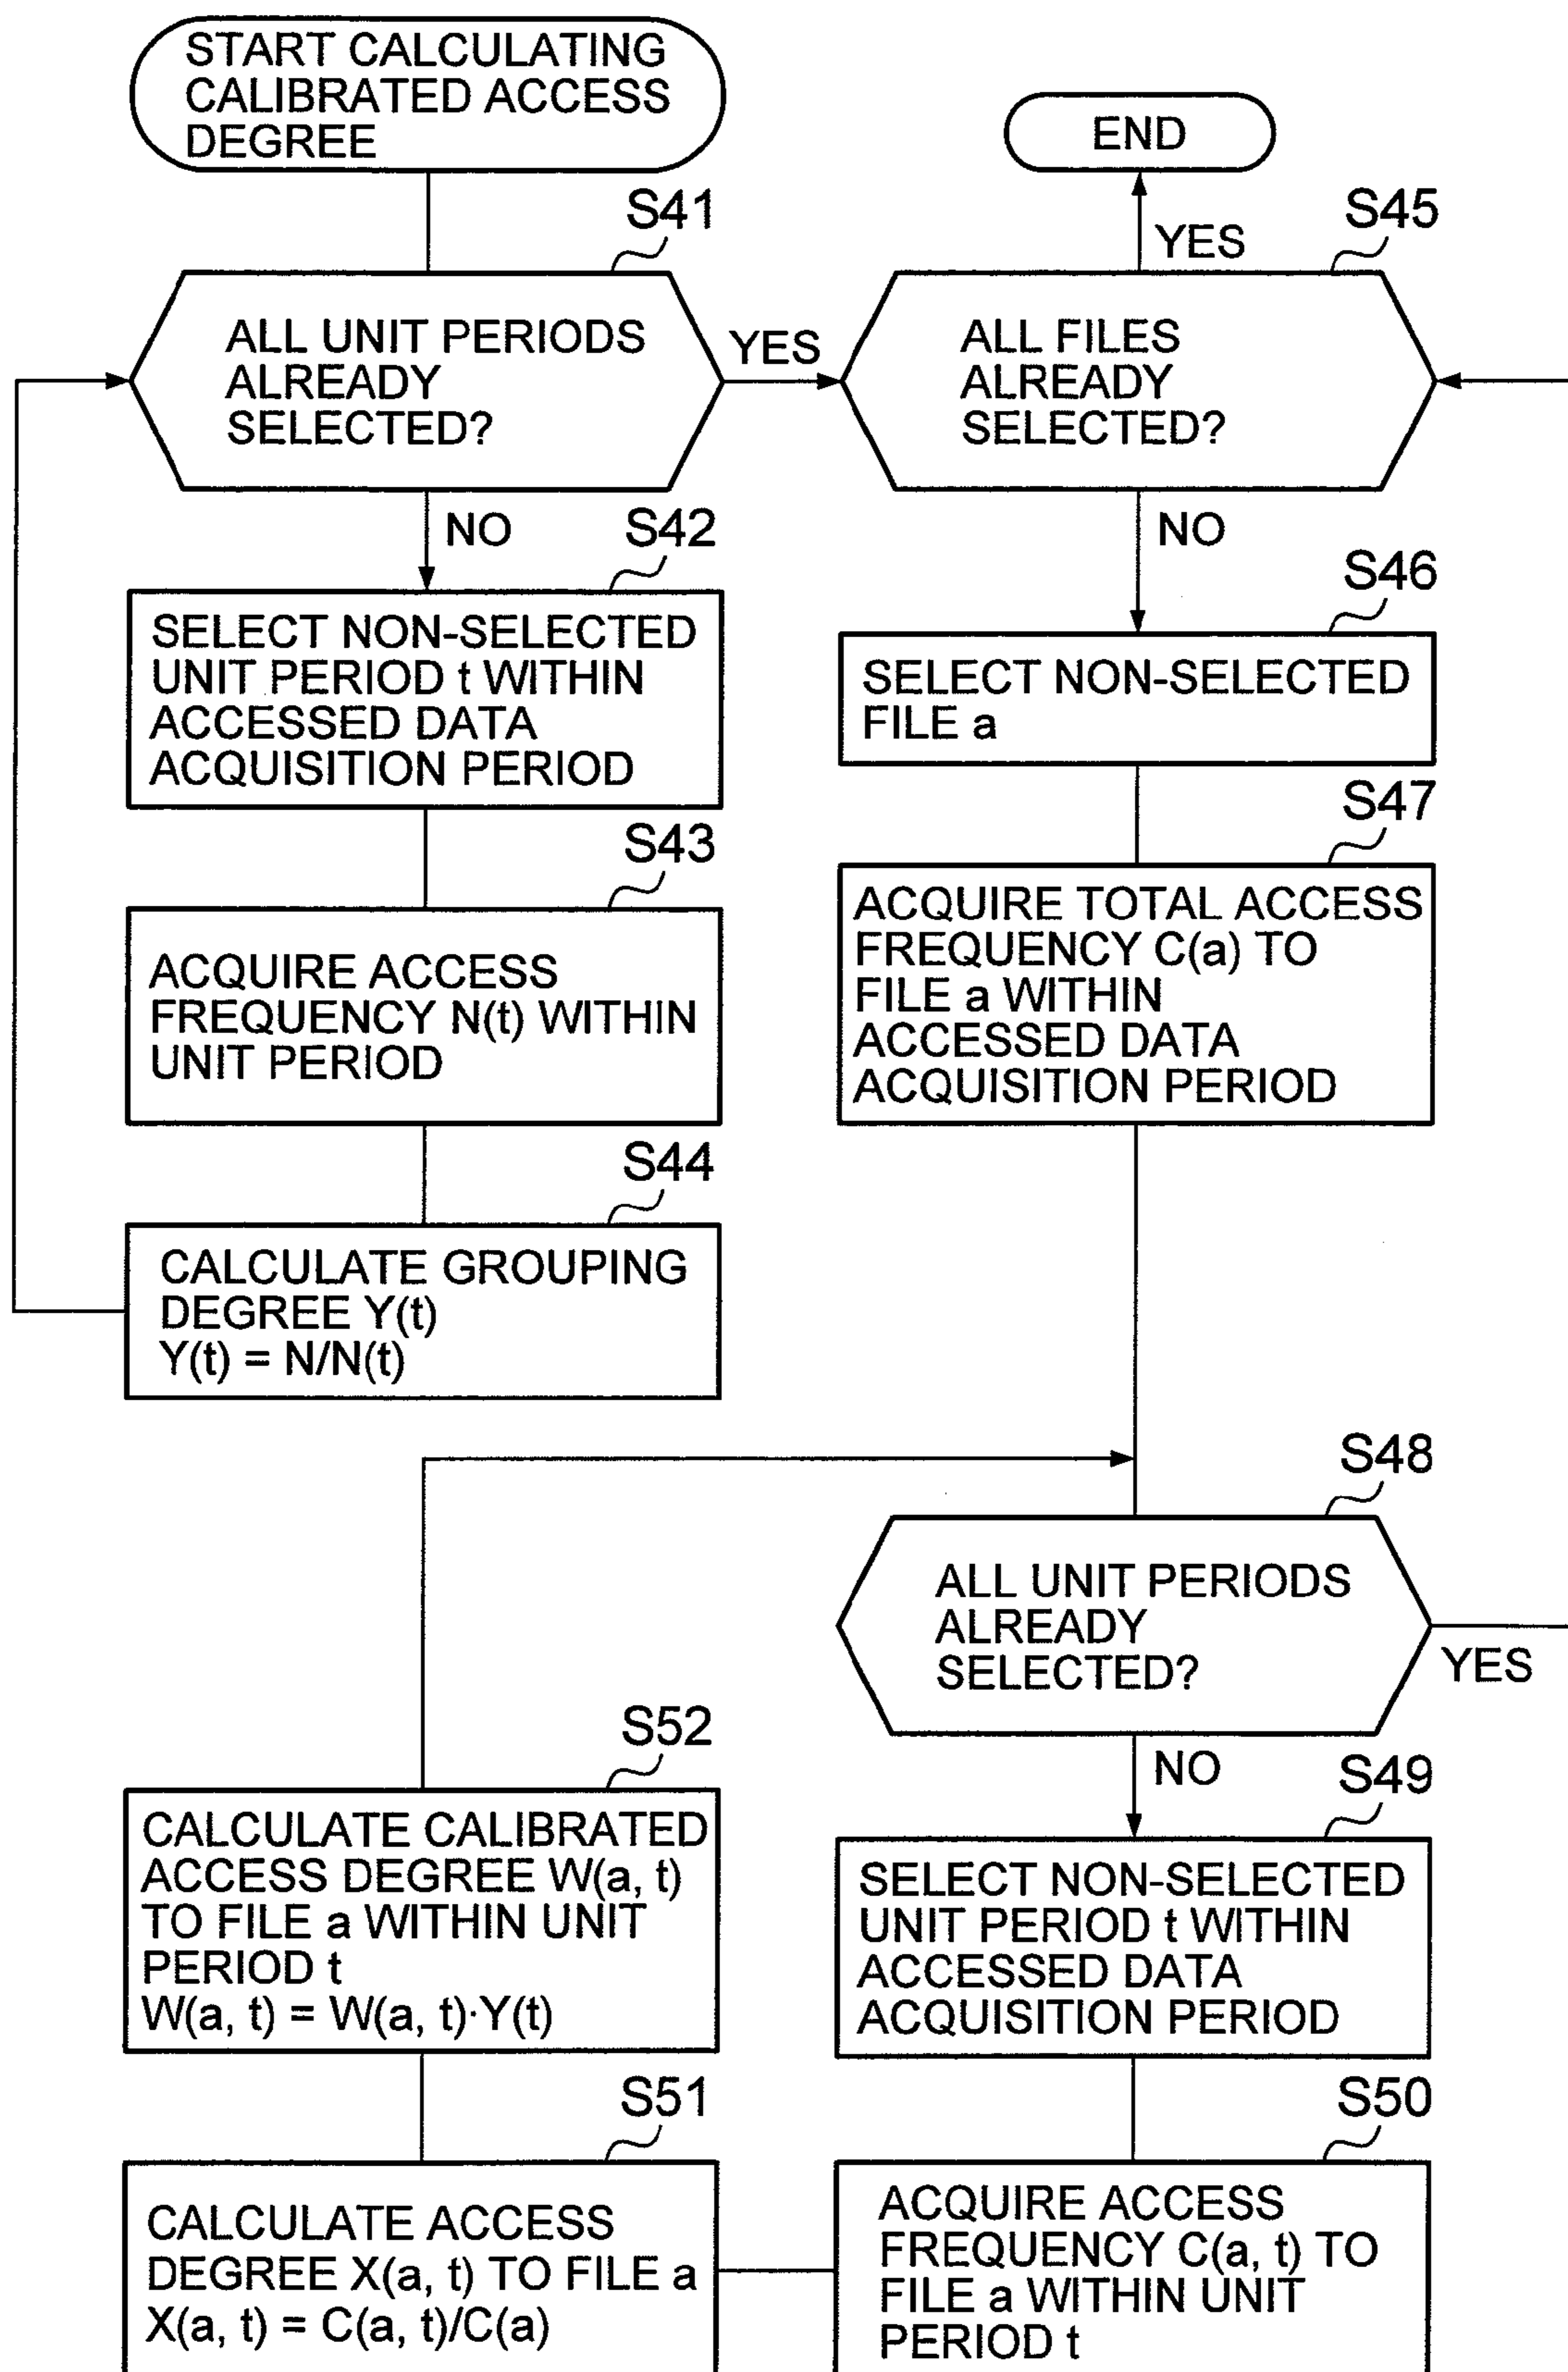 START CALCULATING
CALIBRATED ACCESS
DEGREE
S41
ALL UNIT PERIODS
ALREADY
SELECTED?
YES
NO
S42
SELECT NON-SELECTED
UNIT PERIOD t WITHIN
ACCESSED DATA
ACQUISITION PERIOD
S43
ACQUIRE ACCESS
FREQUENCY N(t) WITHIN
UNIT PERIOD
S44
CALCULATE GROUPING
DEGREE Y(t)
Y(t) = N/N(t)
END
YES
S45
ALL FILES
ALREADY
SELECTED?
NO
S46
SELECT NON-SELECTED
FILE a
S47
ACQUIRE TOTAL ACCESS
FREQUENCY C(a) TO
FILE a WITHIN
ACCESSED DATA
ACQUISITION PERIOD
S48
ALL UNIT PERIODS
ALREADY
SELECTED?
YES
NO
S49
SELECT NON-SELECTED
UNIT PERIOD t WITHIN
ACCESSED DATA
ACQUISITION PERIOD
S50
ACQUIRE ACCESS
FREQUENCY C(a, t) TO
FILE a WITHIN UNIT
PERIOD t
S51
CALCULATE ACCESS
DEGREE X(a, t) TO FILE a
X(a, t) = C(a, t)/C(a)
S52
CALCULATE CALIBRATED
ACCESS DEGREE W(a, t)
TO FILE a WITHIN UNIT
PERIOD t
W(a, t) = W(a, t)·Y(t)